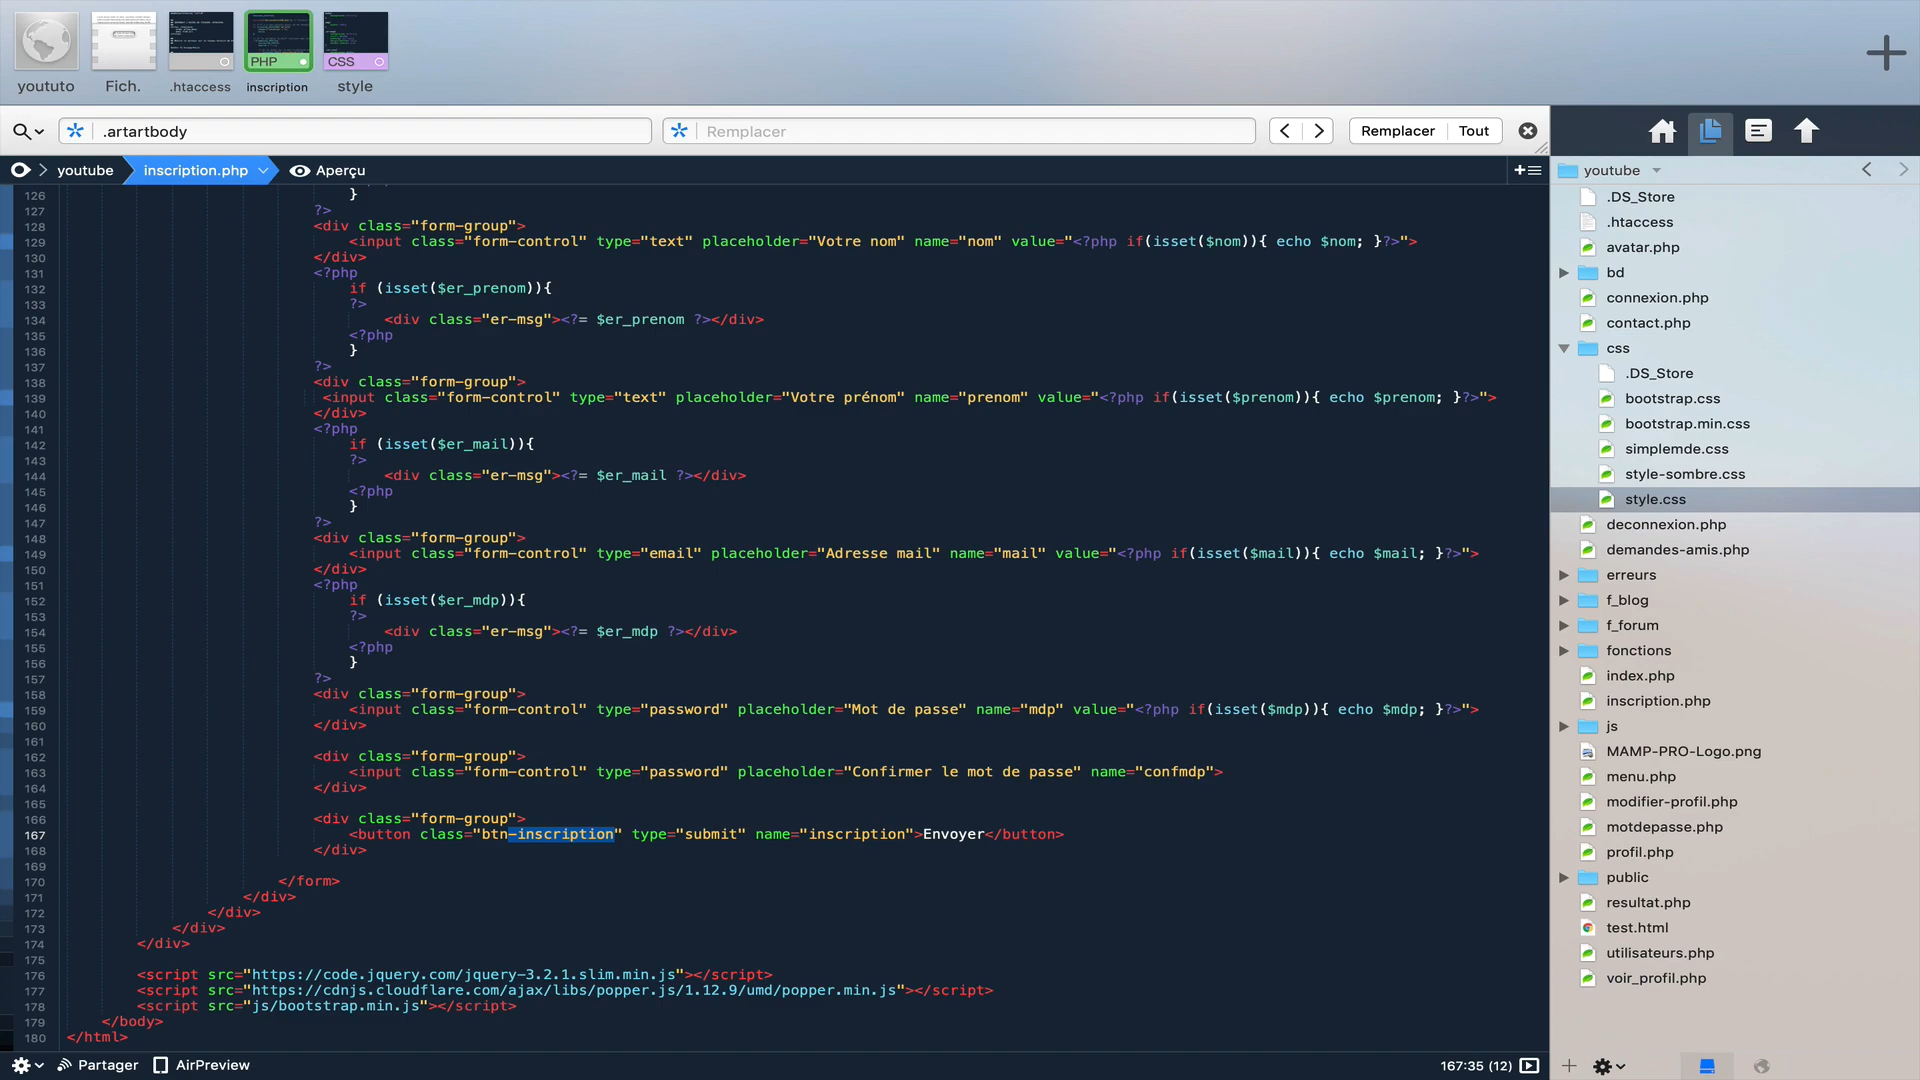 PHP
CSS
yoututo
Fich.
.htaccess
inscription
style
.artartbody
Remplacer
Remplacer
Tout
youtube
inscription.php
Aperçu
youtube
126 }
127 ?>
128 <div class="form-group">
129 <input class="form-control" type="text" placeholder="Votre nom" name="nom" value="<?php if(isset($nom)){ echo $nom; }?>">
130 </div>
131 <?php
132 if (isset($er_prenom)){
133 ?>
134 <div class="er-msg"><?= $er_prenom ?></div>
135 <?php
136 }
137 ?>
138 <div class="form-group">
139 <input class="form-control" type="text" placeholder="Votre prénom" name="prenom" value="<?php if(isset($prenom)){ echo $prenom; }?>">
140 </div>
141 <?php
142 if (isset($er_mail)){
143 ?>
144 <div class="er-msg"><?= $er_mail ?></div>
145 <?php
146 }
147 ?>
148 <div class="form-group">
149 <input class="form-control" type="email" placeholder="Adresse mail" name="mail" value="<?php if(isset($mail)){ echo $mail; }?>">
150 </div>
151 <?php
152 if (isset($er_mdp)){
153 ?>
154 <div class="er-msg"><?= $er_mdp ?></div>
155 <?php
156 }
157 ?>
158 <div class="form-group">
159 <input class="form-control" type="password" placeholder="Mot de passe" name="mdp" value="<?php if(isset($mdp)){ echo $mdp; }?>">
160 </div>
161
162 <div class="form-group">
163 <input class="form-control" type="password" placeholder="Confirmer le mot de passe" name="confmdp">
164 </div>
165
166 <div class="form-group">
167 <button class="btn-inscription" type="submit" name="inscription">Envoyer</button>
168 </div>
169
170 </form>
171 </div>
172 </div>
173 </div>
174 </div>
175
176 <script src="https://code.jquery.com/jquery-3.2.1.slim.min.js"></script>
177 <script src="https://cdnjs.cloudflare.com/ajax/libs/popper.js/1.12.9/umd/popper.min.js"></script>
178 <script src="js/bootstrap.min.js"></script>
179 </body>
180 </html>
.DS_Store
.htaccess
avatar.php
bd
connexion.php
contact.php
css
.DS_Store
bootstrap.css
bootstrap.min.css
simplemde.css
style-sombre.css
style.css
deconnexion.php
demandes-amis.php
erreurs
f_blog
f_forum
fonctions
index.php
inscription.php
js
MAMP-PRO-Logo.png
menu.php
modifier-profil.php
motdepasse.php
profil.php
public
resultat.php
test.html
utilisateurs.php
voir_profil.php
Partager
AirPreview
167:35 (12)